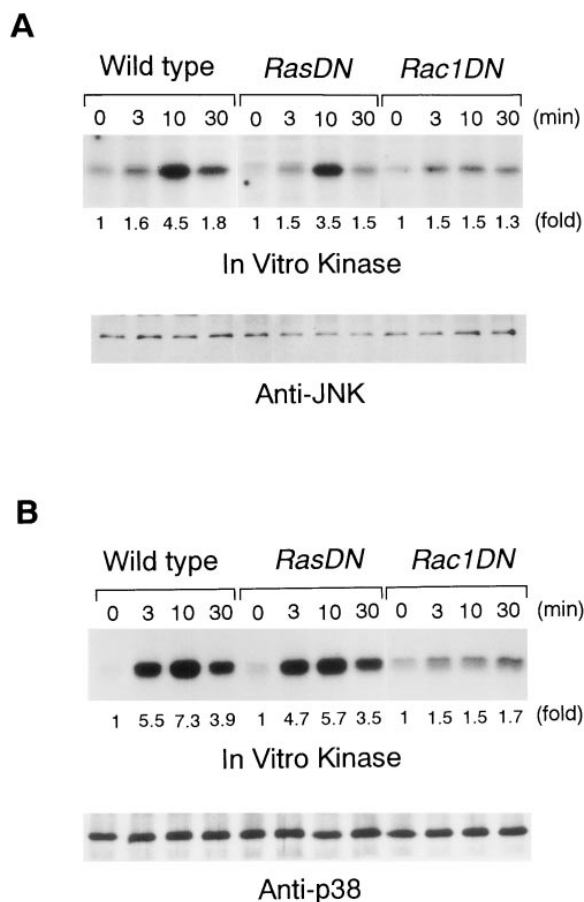 A
Wild type RasDN Rac1DN
0 3 10 30 0 3 10 30 0 3 10 30 (min)
1 1.6 4.5 1.8 1 1.5 3.5 1.5 1 1.5 1.5 1.3 (fold)
In Vitro Kinase
Anti-JNK
B
Wild type RasDN Rac1DN
0 3 10 30 0 3 10 30 0 3 10 30 (min)
1 5.5 7.3 3.9 1 4.7 5.7 3.5 1 1.5 1.5 1.7 (fold)
In Vitro Kinase
Anti-p38